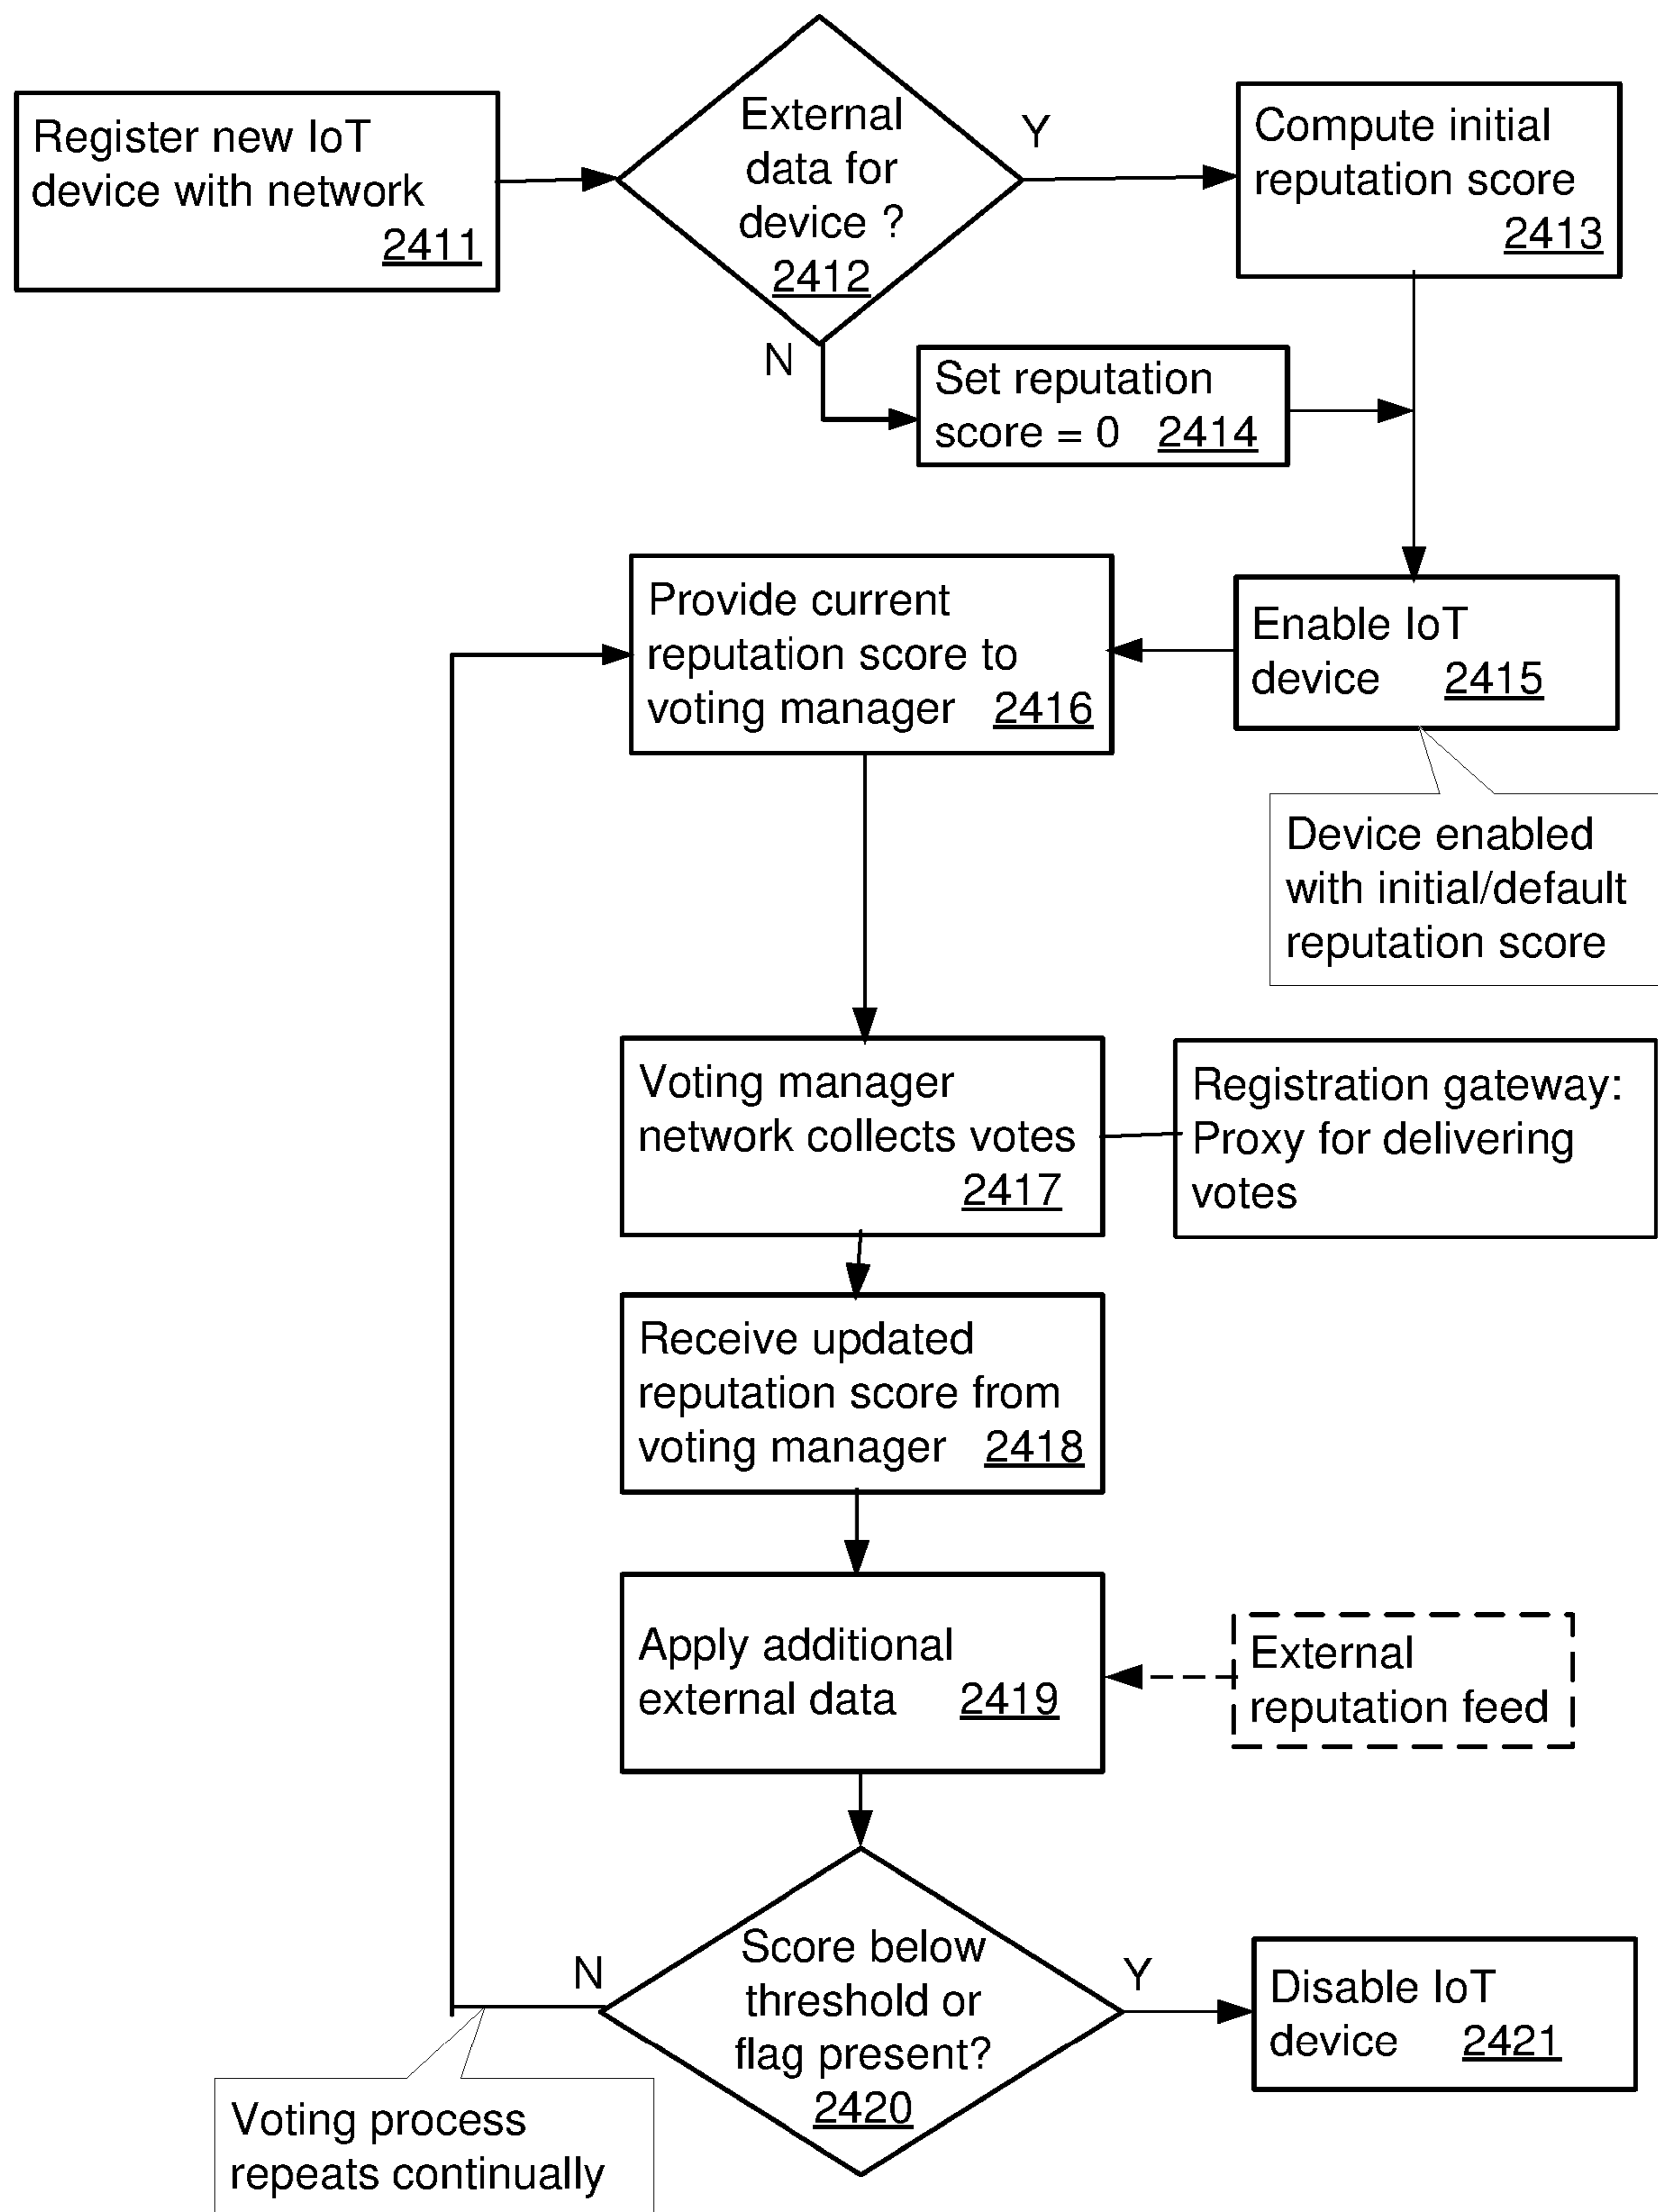 Register new IoT
device with network
2411
External
data for
device ?
2412
Y
N
Compute initial
reputation score
2413
Set reputation
score = 0 2414
Enable IoT
device 2415
Device enabled
with initial/default
reputation score
Provide current
reputation score to
voting manager 2416
Voting manager
network collects votes
2417
Registration gateway:
Proxy for delivering
votes
Receive updated
reputation score from
voting manager 2418
Apply additional
external data 2419
External
reputation feed
Score below
threshold or
flag present?
2420
N
Y
Disable IoT
device 2421
Voting process
repeats continually